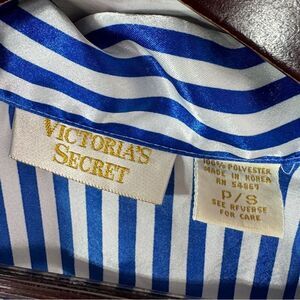 VICTORIA'S
SECRET
100% POLYESTER
MADE IN KOREA
RN 54867
P/S
SEE REVERSE
FOR CARE